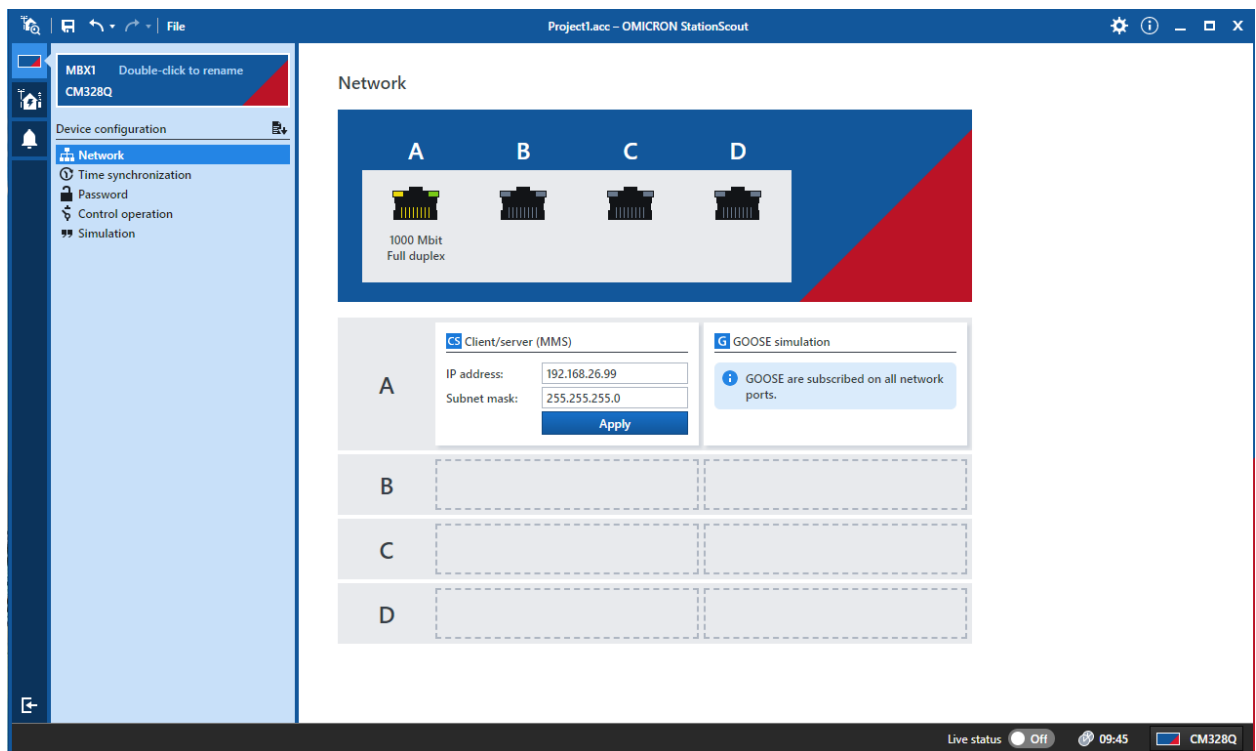 File
Project1.acc – OMICRON StationScout
MBX1 Double-click to rename
CM328Q
Device configuration
Network
Time synchronization
Password
Control operation
Simulation
Network
A B C D
1000 Mbit
Full duplex
A
CS Client/server (MMS)
IP address: 192.168.26.99
Subnet mask: 255.255.255.0
Apply
G GOOSE simulation
GOOSE are subscribed on all network
ports.
B
C
D
Live status Off 09:45 CM328Q